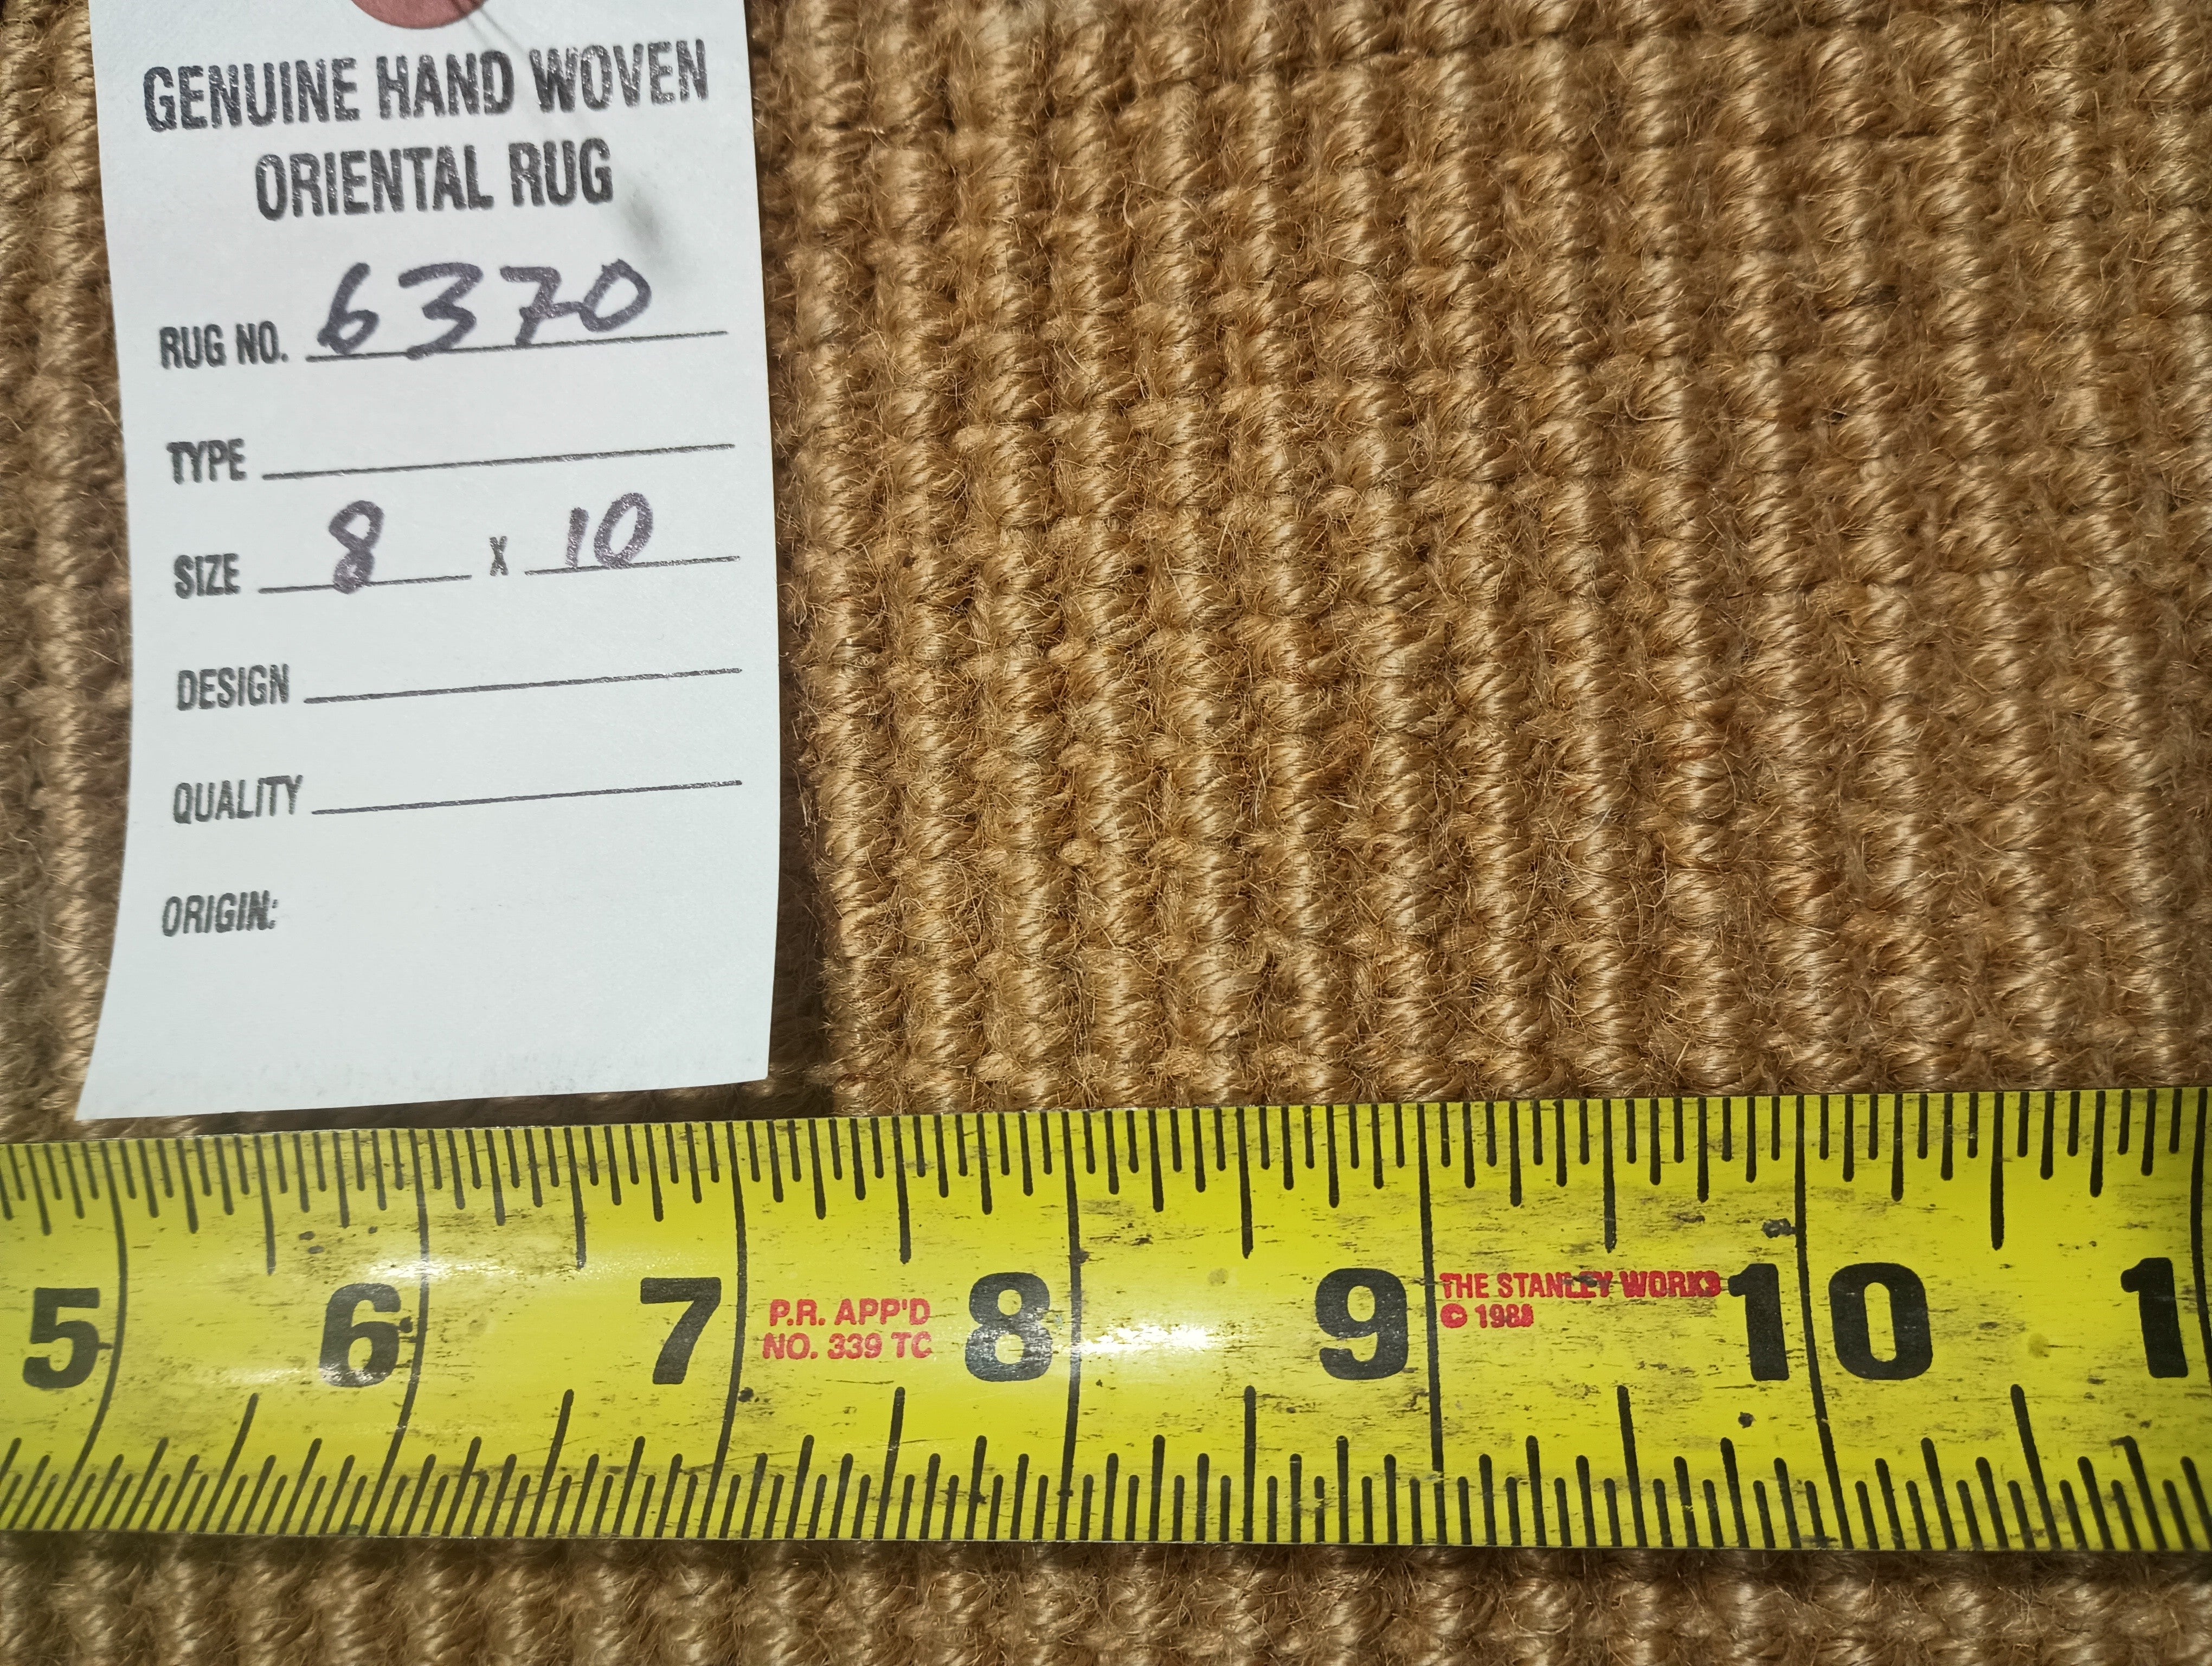 GENUINE HAND WOVEN
ORIENTAL RUG
RUG NO. 6370
TYPE
SIZE 8 X 10
DESIGN
QUALITY
ORIGIN:
5 6 7 8 9 10 1
P.R. APP'D
NO. 339 TC
THE STANLEY WORKS